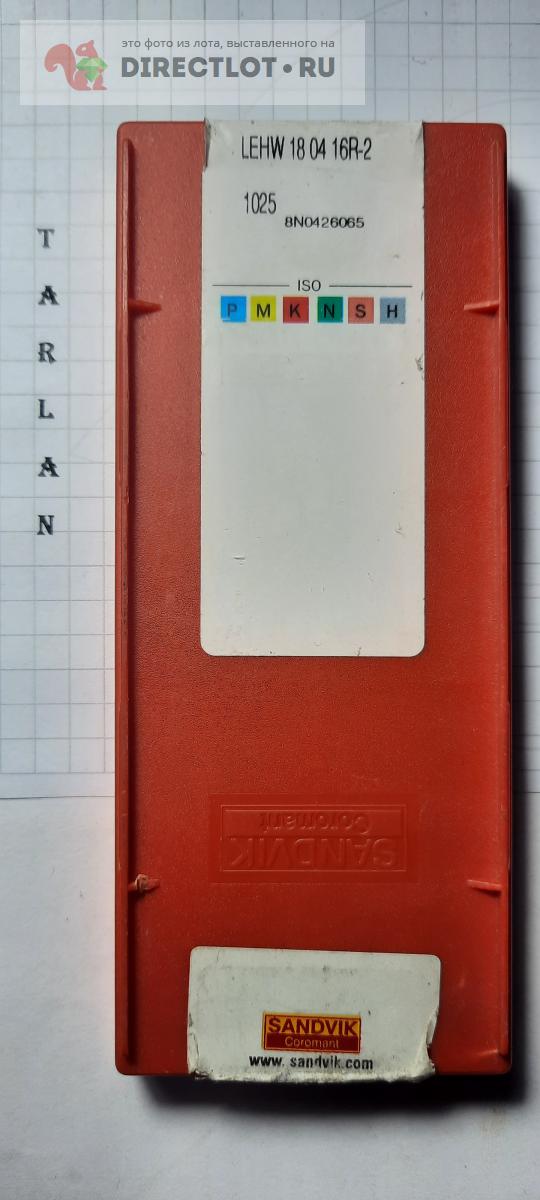 это фото из лота, выставленного на
DIRECTLOT.RU
LEHW 18 04 16R-2
1025
8N0426065
ISO
P M K N S H
T
A
R
L
A
N
SANDVIK
Coromant
SANDVIK
Coromant
www. sandvik.com